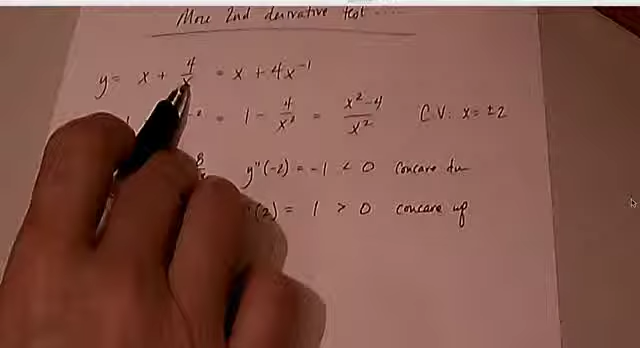 More 2nd derivative test ....
y = x + 4/x = x + 4x⁻¹
= 1 - 4/x² = x²-4/x² C.V: x = ±2
8 y"(-2) = -1 < 0 concave dn
(2) = 1 > 0 concave up